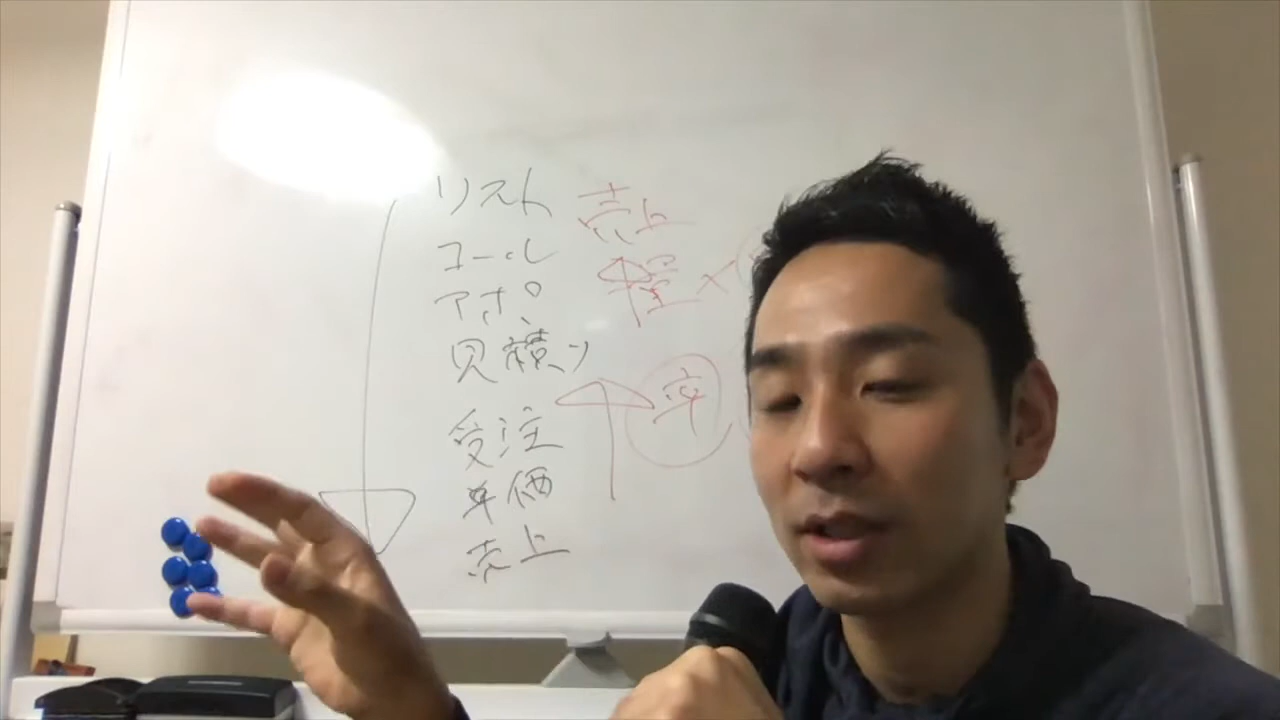 リスト
コール
アポ
見積り
受注
単価
売上
売上
量 ×
率